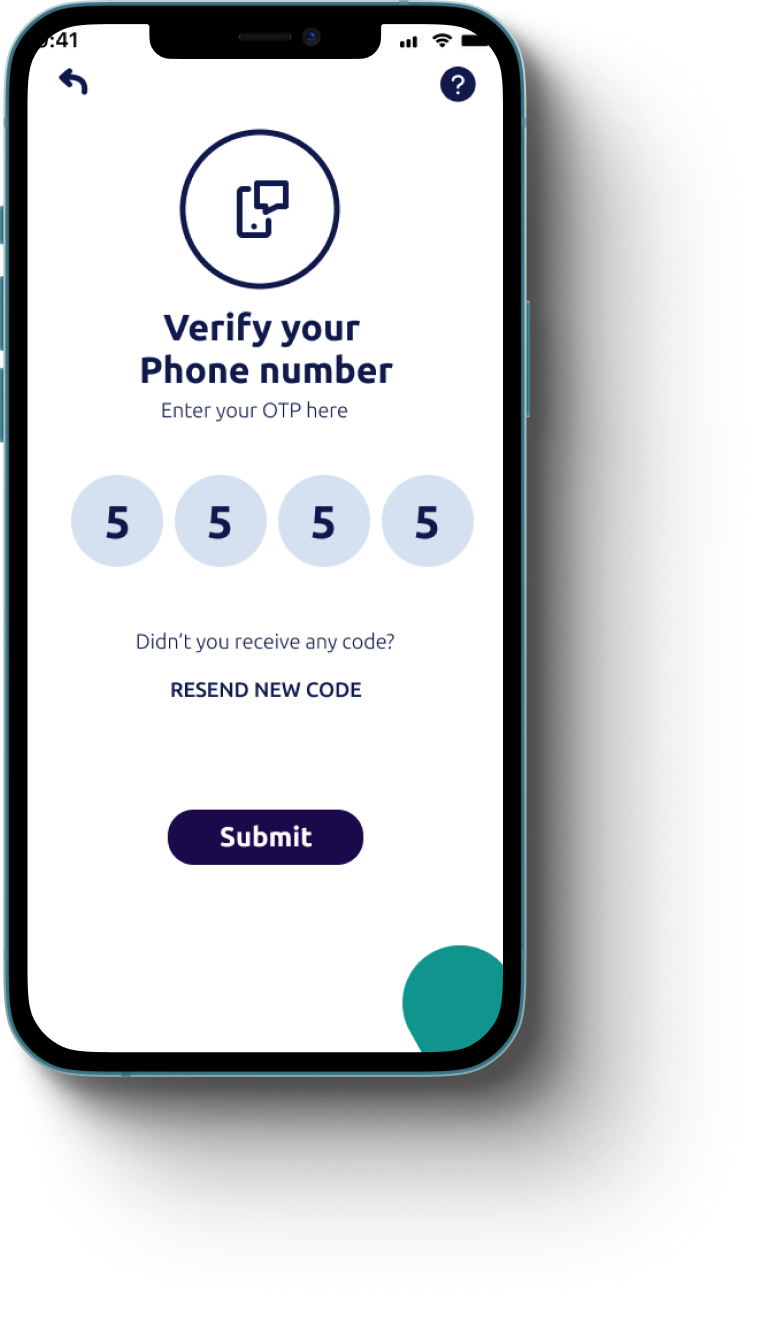 :41
?
Verify your
Phone number
Enter your OTP here
5 5 5 5
Didn’t you receive any code?
RESEND NEW CODE
Submit